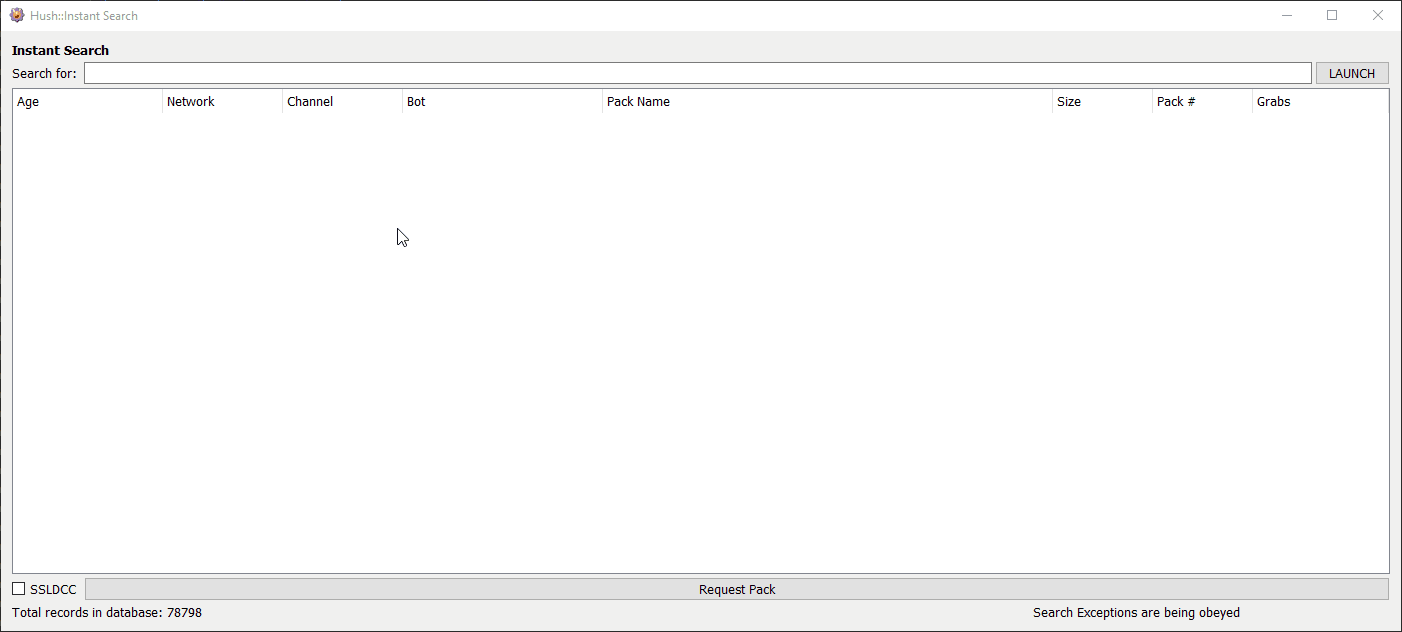 Hush::Instant Search
Instant Search
Search for: LAUNCH
Age Network Channel Bot Pack Name Size Pack # Grabs
SSLDCC Request Pack
Total records in database: 78798 Search Exceptions are being obeyed